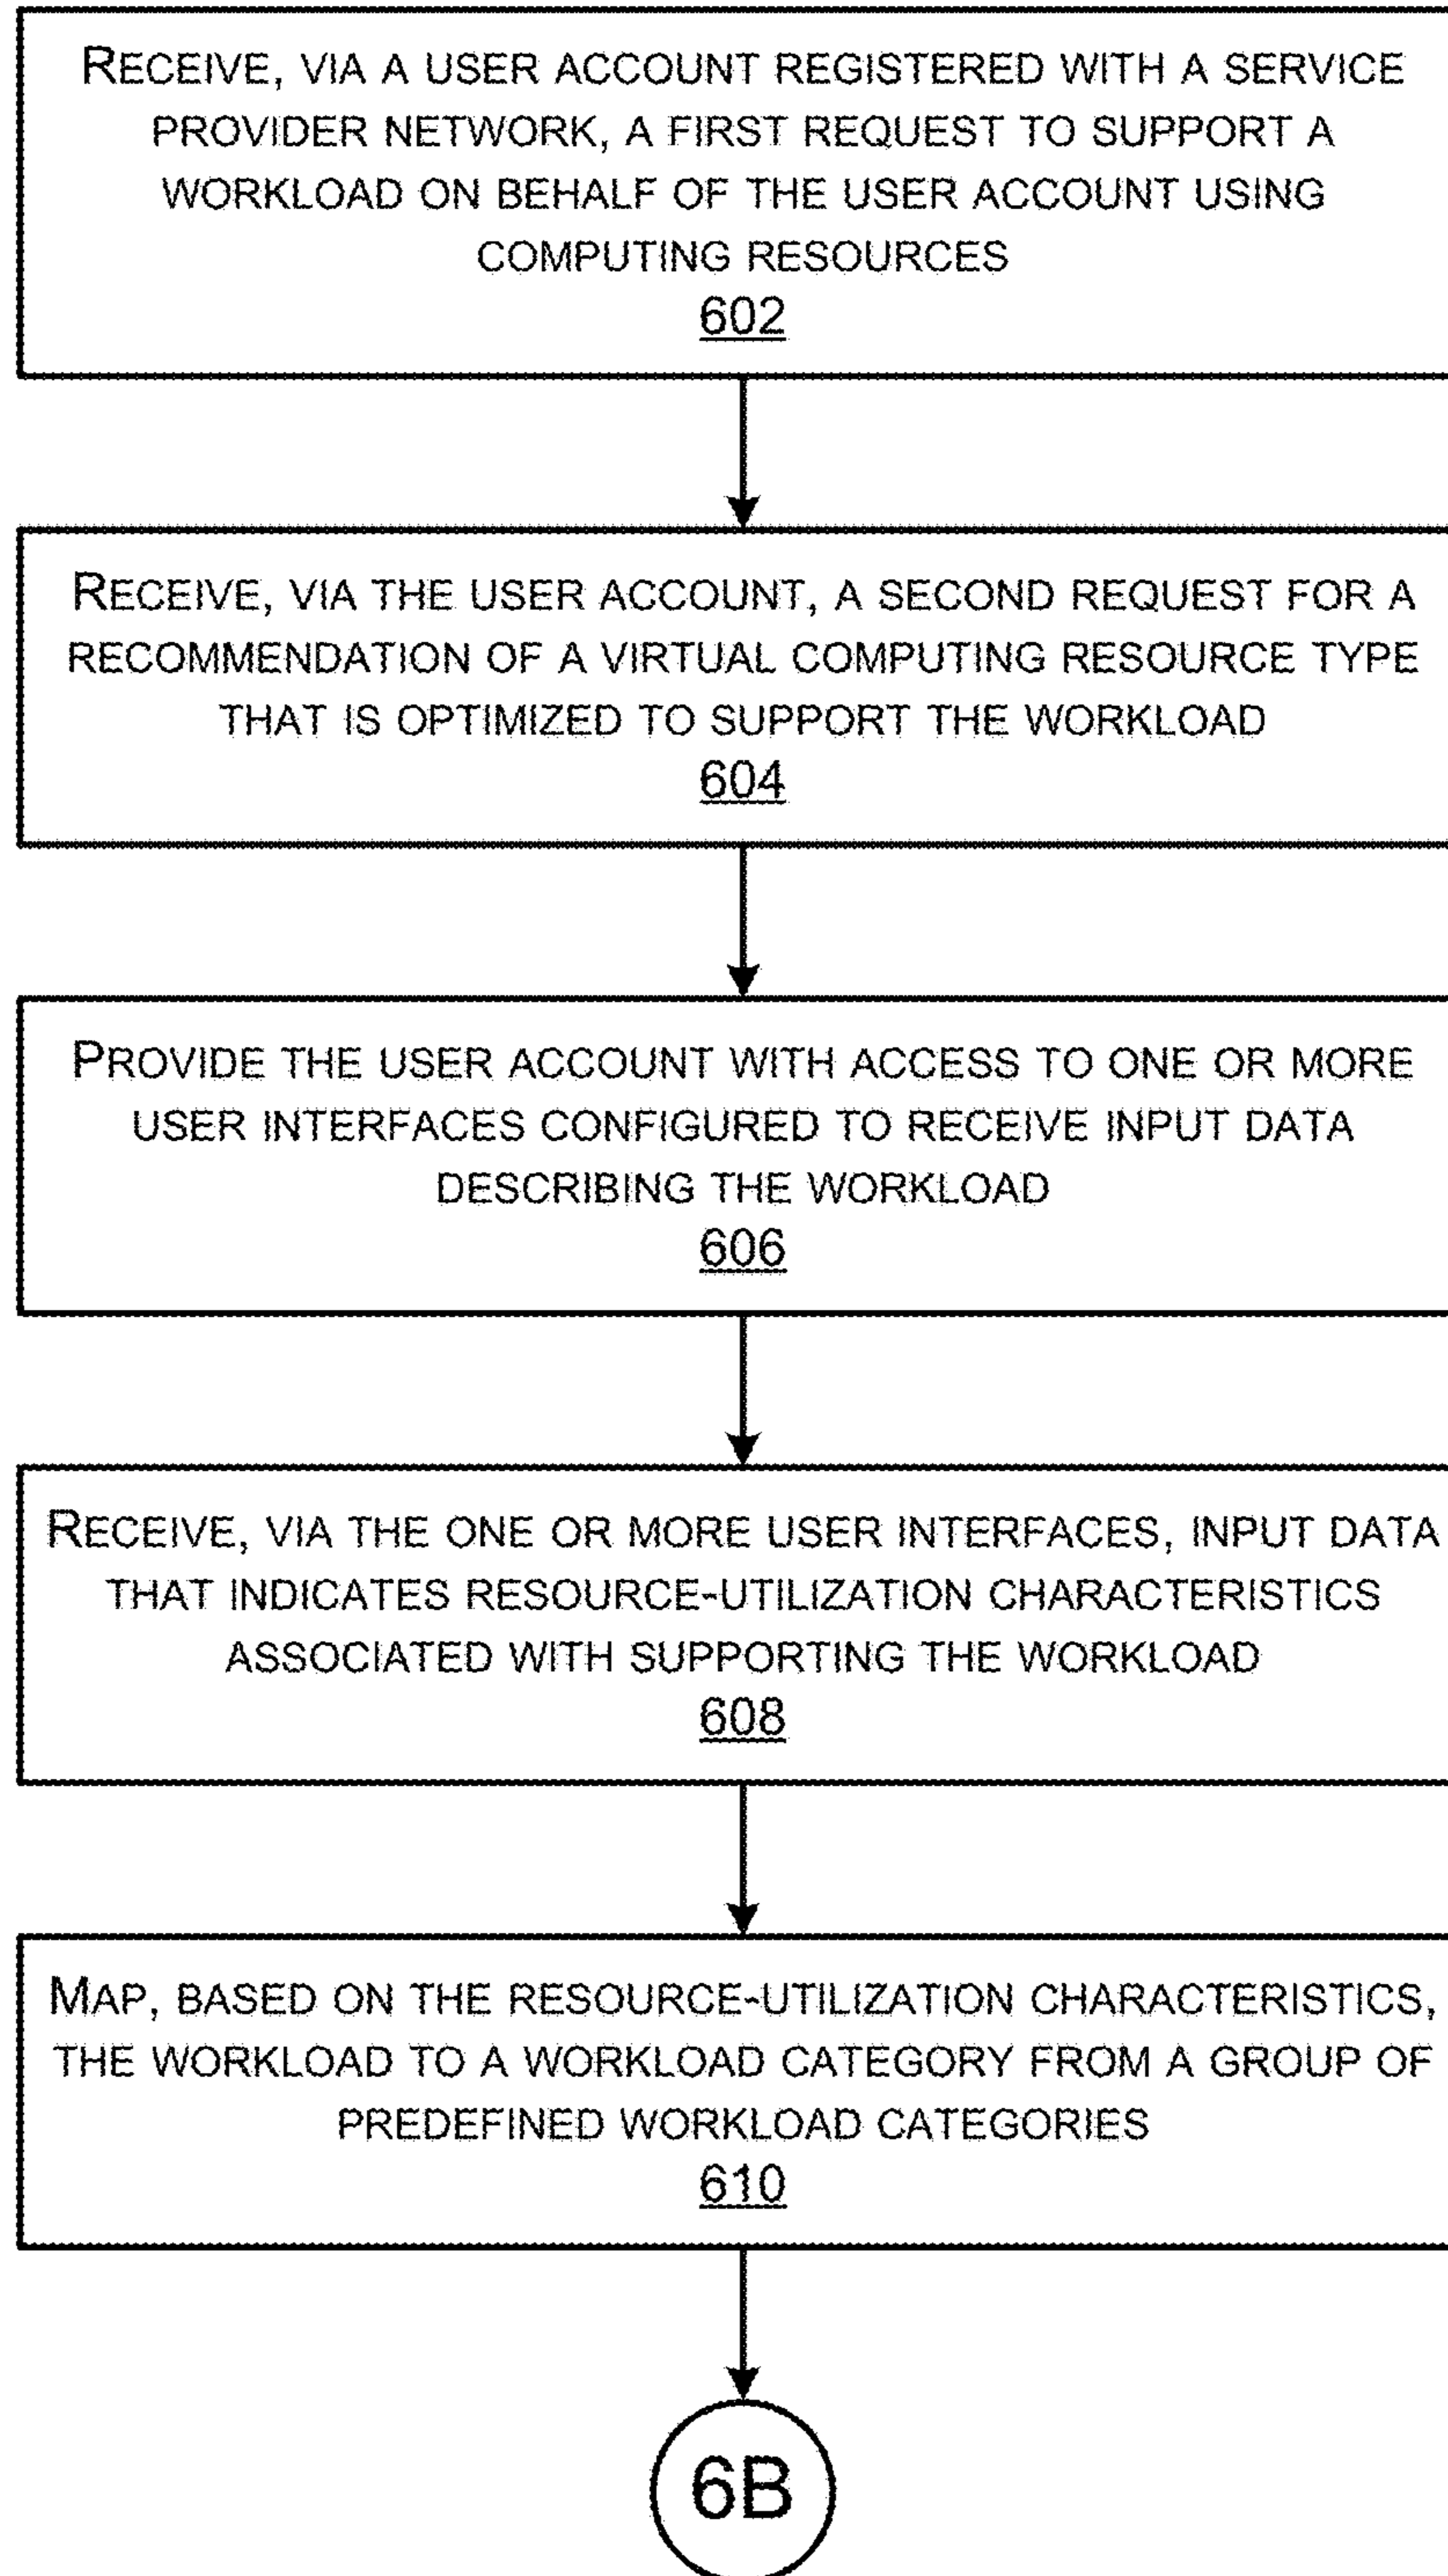 RECEIVE, VIA A USER ACCOUNT REGISTERED WITH A SERVICE
PROVIDER NETWORK, A FIRST REQUEST TO SUPPORT A
WORKLOAD ON BEHALF OF THE USER ACCOUNT USING
COMPUTING RESOURCES
602
RECEIVE, VIA THE USER ACCOUNT, A SECOND REQUEST FOR A
RECOMMENDATION OF A VIRTUAL COMPUTING RESOURCE TYPE
THAT IS OPTIMIZED TO SUPPORT THE WORKLOAD
604
PROVIDE THE USER ACCOUNT WITH ACCESS TO ONE OR MORE
USER INTERFACES CONFIGURED TO RECEIVE INPUT DATA
DESCRIBING THE WORKLOAD
606
RECEIVE, VIA THE ONE OR MORE USER INTERFACES, INPUT DATA
THAT INDICATES RESOURCE-UTILIZATION CHARACTERISTICS
ASSOCIATED WITH SUPPORTING THE WORKLOAD
608
MAP, BASED ON THE RESOURCE-UTILIZATION CHARACTERISTICS,
THE WORKLOAD TO A WORKLOAD CATEGORY FROM A GROUP OF
PREDEFINED WORKLOAD CATEGORIES
610
6B